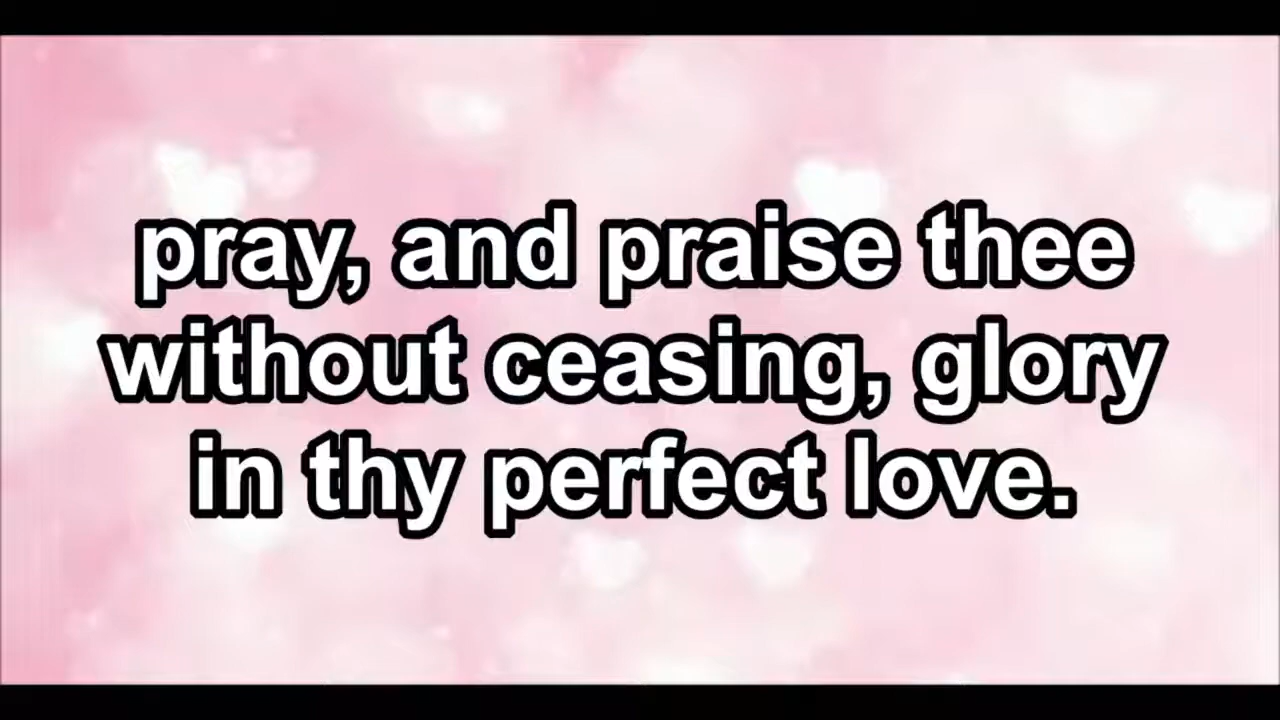 pray, and praise thee
without ceasing, glory
in thy perfect love.